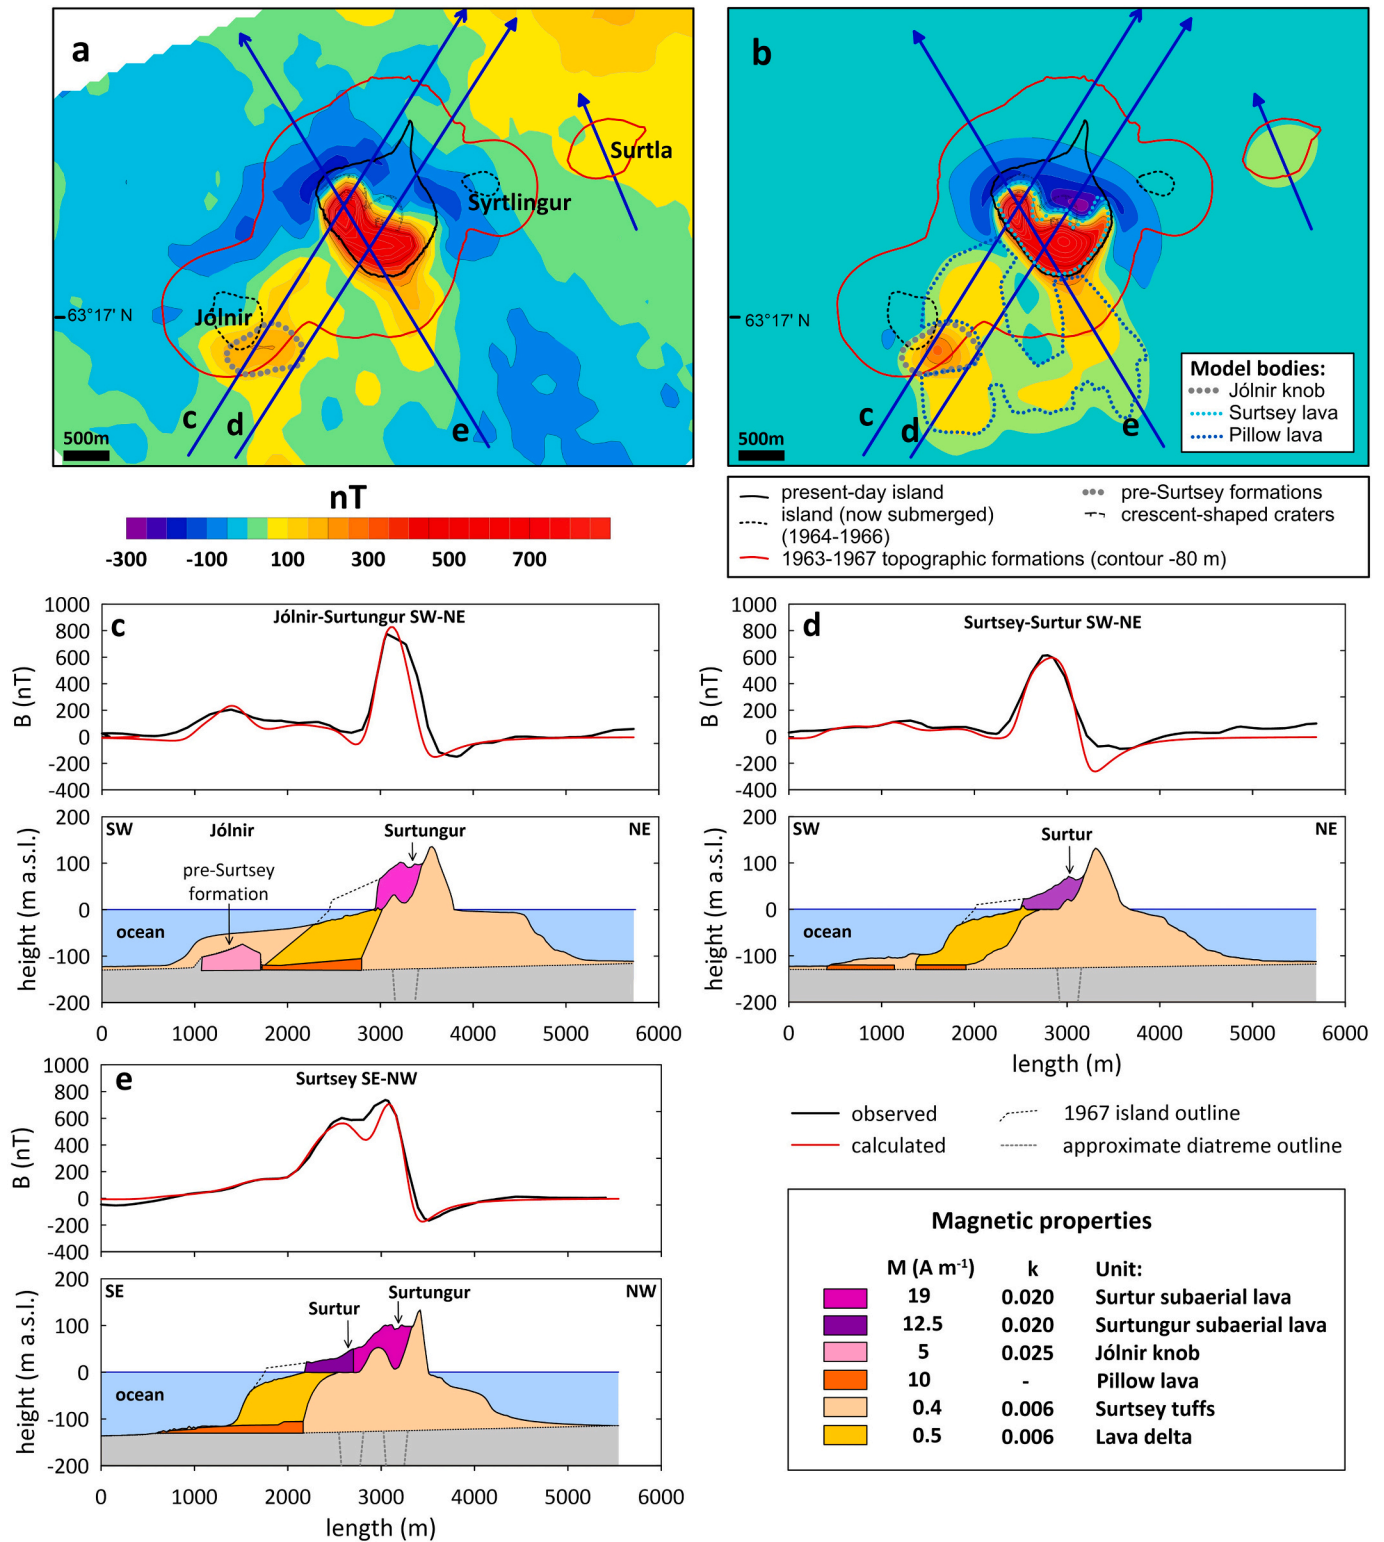 a
Surtla
Syrtlingur
Jólnir
63°17' N
c
d
e
500m
b
63°17' N
c
d
e
500m
Model bodies:
Jólnir knob
Surtsey lava
Pillow lava
nT
-300
-100
100
300
500
700
present-day island
island (now submerged)
(1964-1966)
pre-Surtsey formations
crescent-shaped craters
1963-1967 topographic formations (contour -80 m)
c
Jólnir-Surtungur SW-NE
B (nT)
1000
800
600
400
200
0
-200
-400
SW
Jólnir
Surtungur
NE
pre-Surtsey
formation
ocean
height (m a.s.l.)
200
100
0
-100
-200
0 1000 2000 3000 4000 5000 6000
d
Surtsey-Surtur SW-NE
B (nT)
1000
800
600
400
200
0
-200
-400
SW
Surtur
NE
ocean
height (m a.s.l.)
200
100
0
-100
-200
0 1000 2000 3000 4000 5000 6000
length (m)
e
Surtsey SE-NW
B (nT)
1000
800
600
400
200
0
-200
-400
SE
Surtur
Surtungur
NW
ocean
height (m a.s.l.)
200
100
0
-100
-200
0 1000 2000 3000 4000 5000 6000
length (m)
observed
1967 island outline
calculated
approximate diatreme outline
Magnetic properties
M (A m⁻¹) k Unit:
19 0.020 Surtur subaerial lava
12.5 0.020 Surtungur subaerial lava
5 0.025 Jólnir knob
10 - Pillow lava
0.4 0.006 Surtsey tuffs
0.5 0.006 Lava delta